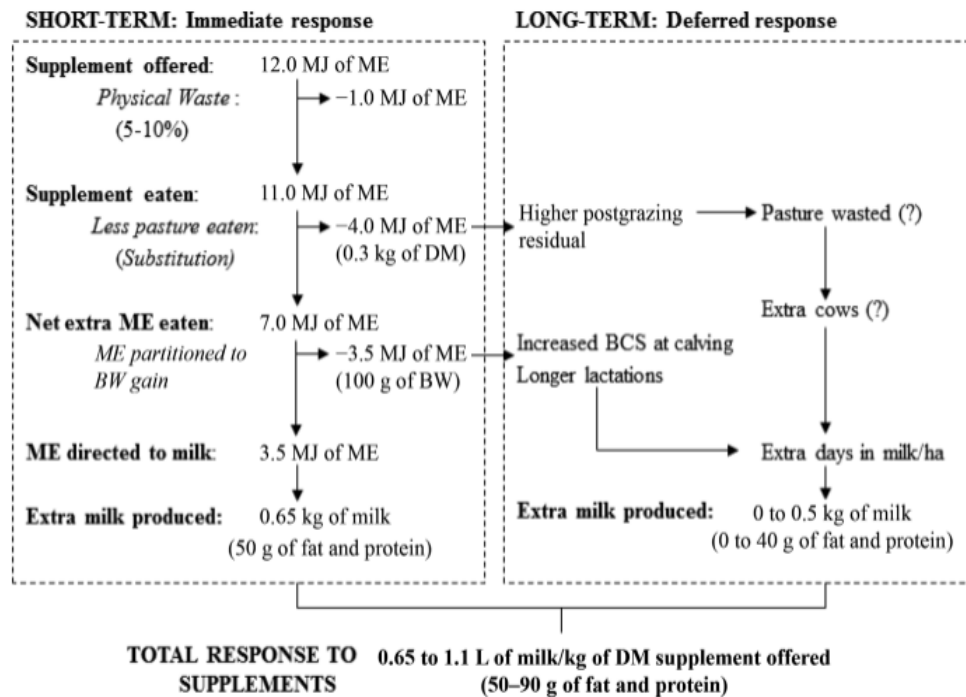 SHORT-TERM: Immediate response
Supplement offered: 12.0 MJ of ME
Physical Waste : −1.0 MJ of ME
(5-10%)
Supplement eaten: 11.0 MJ of ME
Less pasture eaten: −4.0 MJ of ME
(Substitution) (0.3 kg of DM)
Net extra ME eaten: 7.0 MJ of ME
ME partitioned to −3.5 MJ of ME
BW gain (100 g of BW)
ME directed to milk: 3.5 MJ of ME
Extra milk produced: 0.65 kg of milk
(50 g of fat and protein)
LONG-TERM: Deferred response
Higher postgrazing Pasture wasted (?)
residual
Extra cows (?)
Increased BCS at calving
Longer lactations
Extra days in milk/ha
Extra milk produced: 0 to 0.5 kg of milk
(0 to 40 g of fat and protein)
TOTAL RESPONSE TO 0.65 to 1.1 L of milk/kg of DM supplement offered
SUPPLEMENTS (50–90 g of fat and protein)